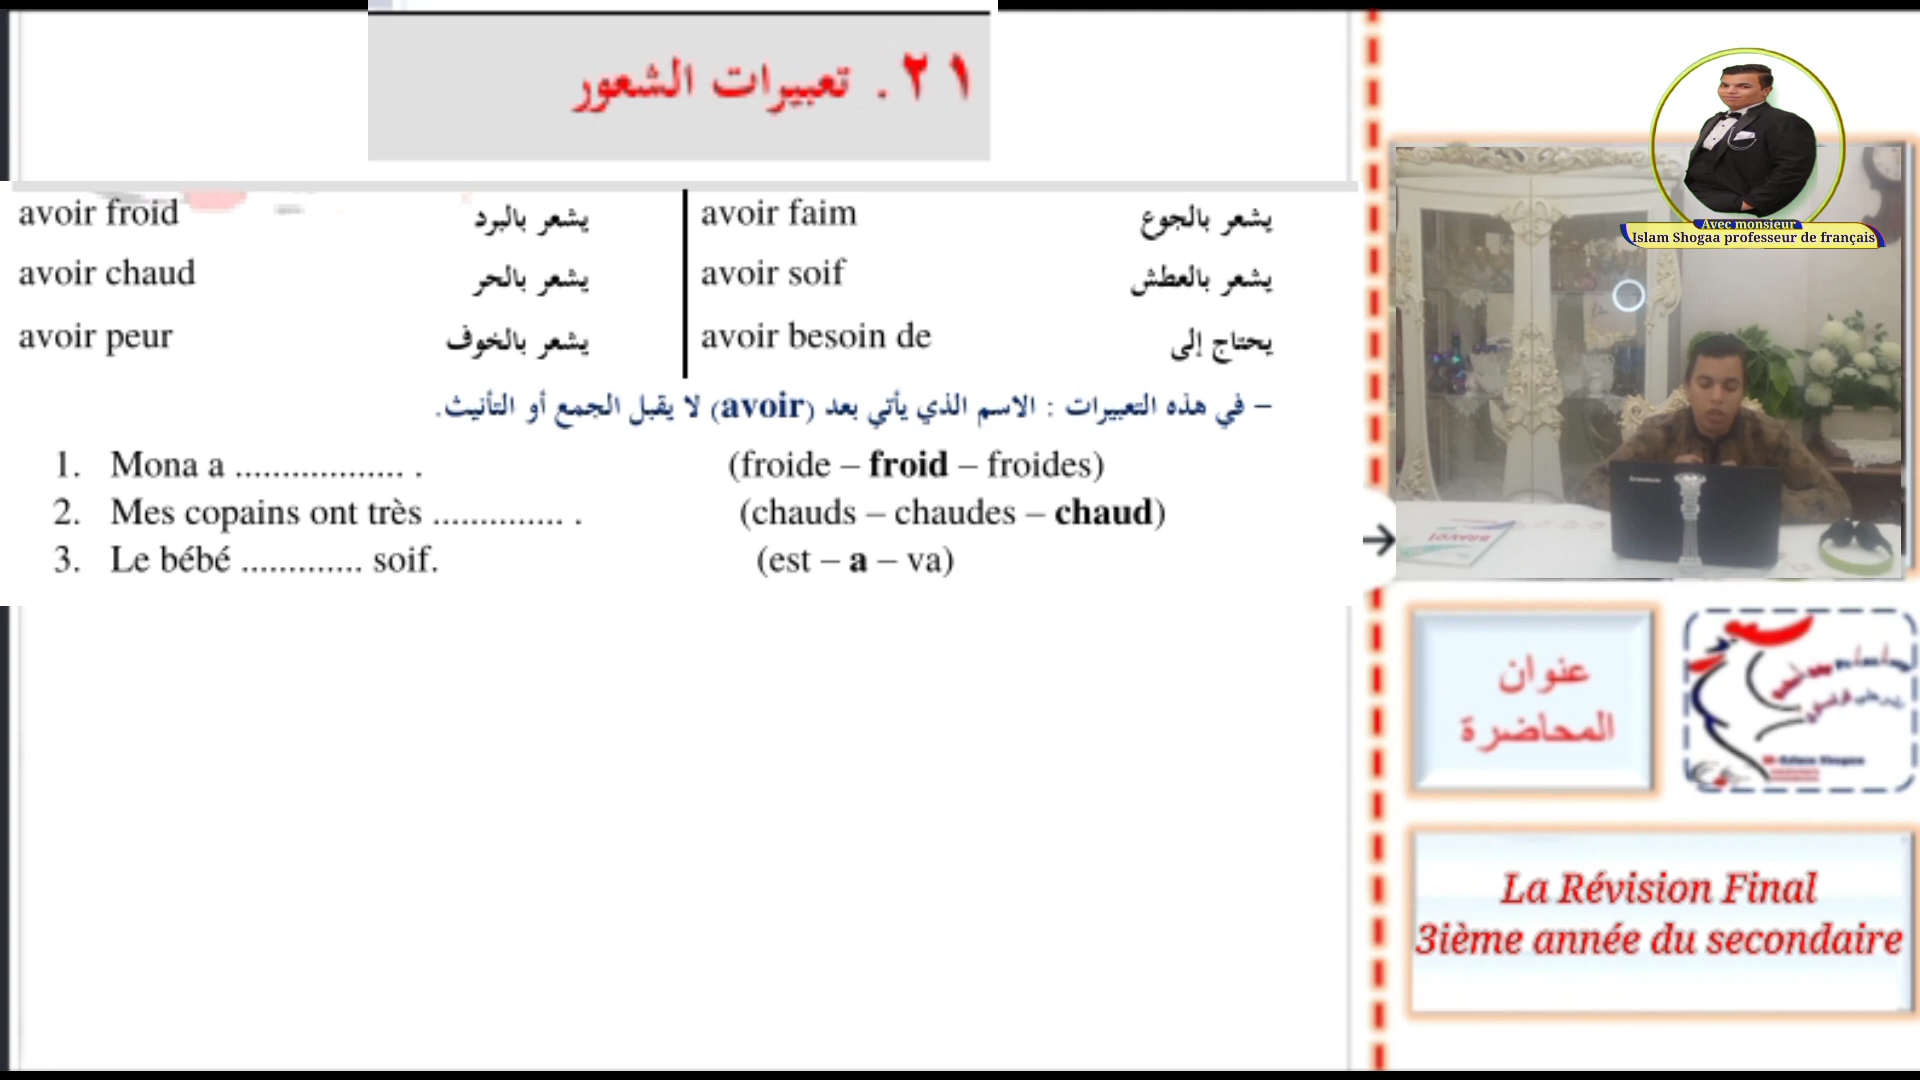 ٢١ . تعبيرات الشعور
avoir froid يشعر بالبرد avoir faim يشعر بالجوع
avoir chaud يشعر بالحر avoir soif يشعر بالعطش
avoir peur يشعر بالخوف avoir besoin de يحتاج إلى
– في هذه التعبيرات : الاسم الذي يأتي بعد (avoir) لا يقبل الجمع أو التأنيث.
1. Mona a .................. . (froide – froid – froides)
2. Mes copains ont très .............. . (chauds – chaudes – chaud)
3. Le bébé ............. soif. (est – a – va)
Avec monsieur
Islam Shogaa professeur de français
عنوان
المحاضرة
La Révision Final
3ième année du secondaire